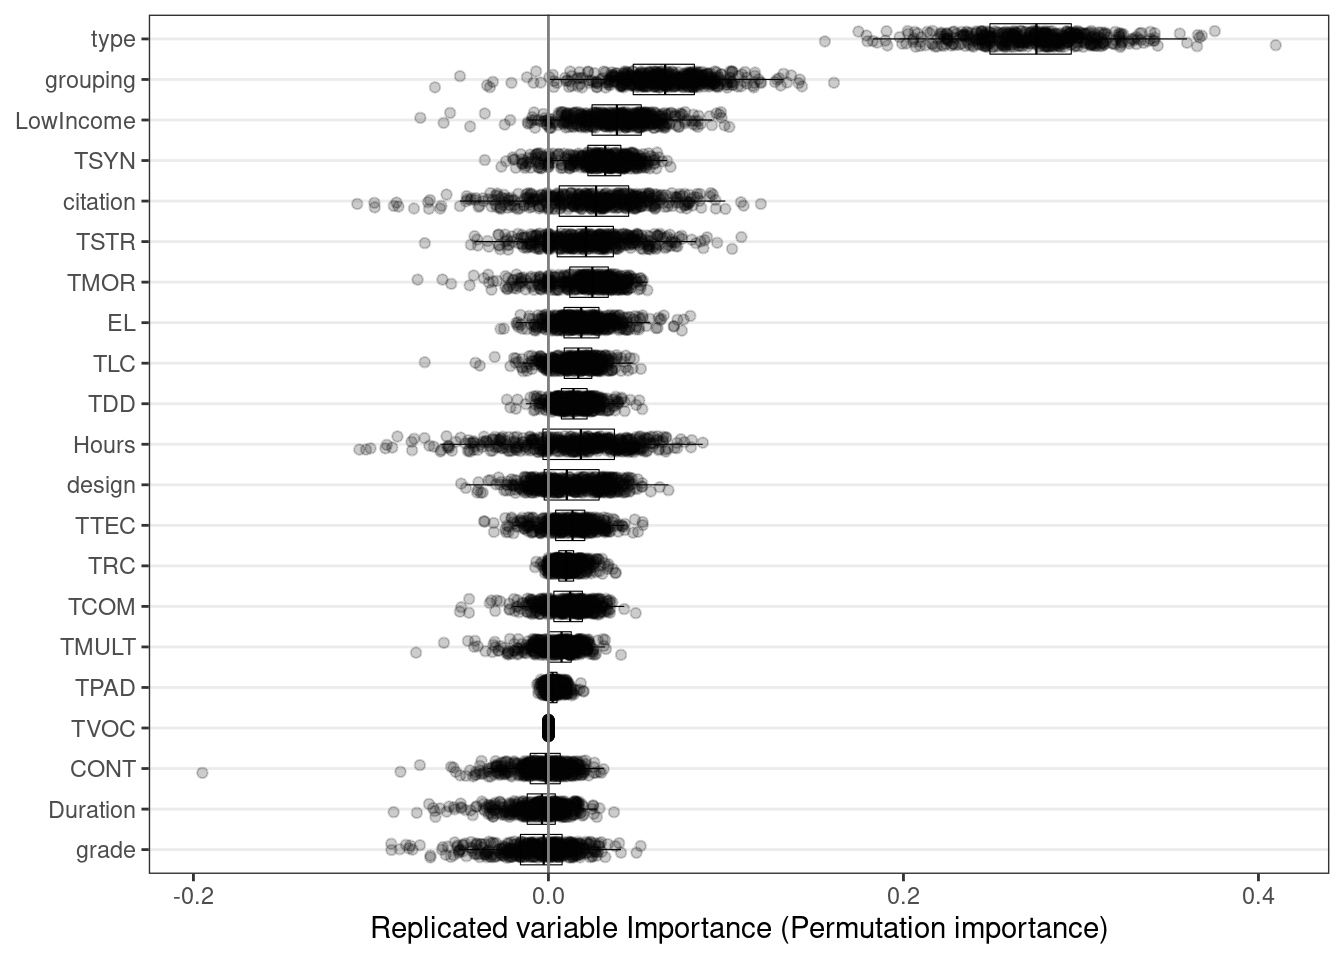 type
grouping
LowIncome
TSYN
citation
TSTR
TMOR
EL
TLC
TDD
Hours
design
TTEC
TRC
TCOM
TMULT
TPAD
TVOC
CONT
Duration
grade
-0.2 0.0 0.2 0.4
Replicated variable Importance (Permutation importance)